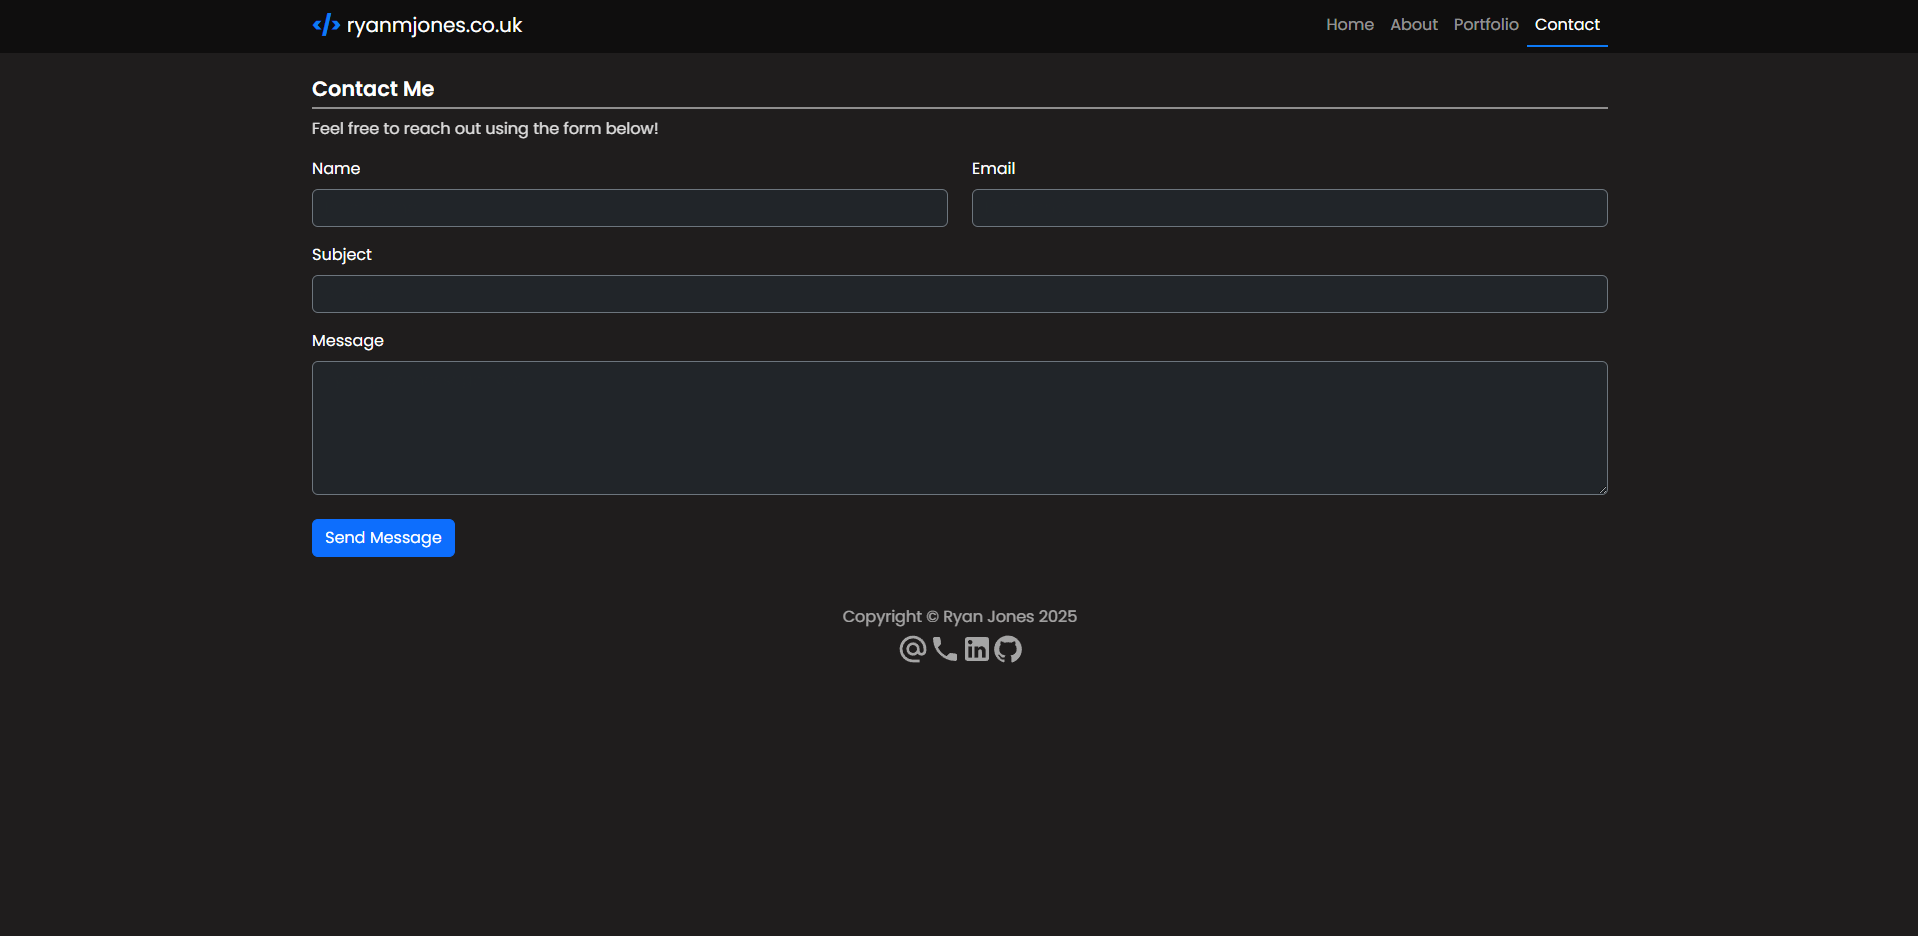 </> ryanmjones.co.uk Home About Portfolio Contact
Contact Me
Feel free to reach out using the form below!
Name Email
Subject
Message
Send Message
Copyright © Ryan Jones 2025